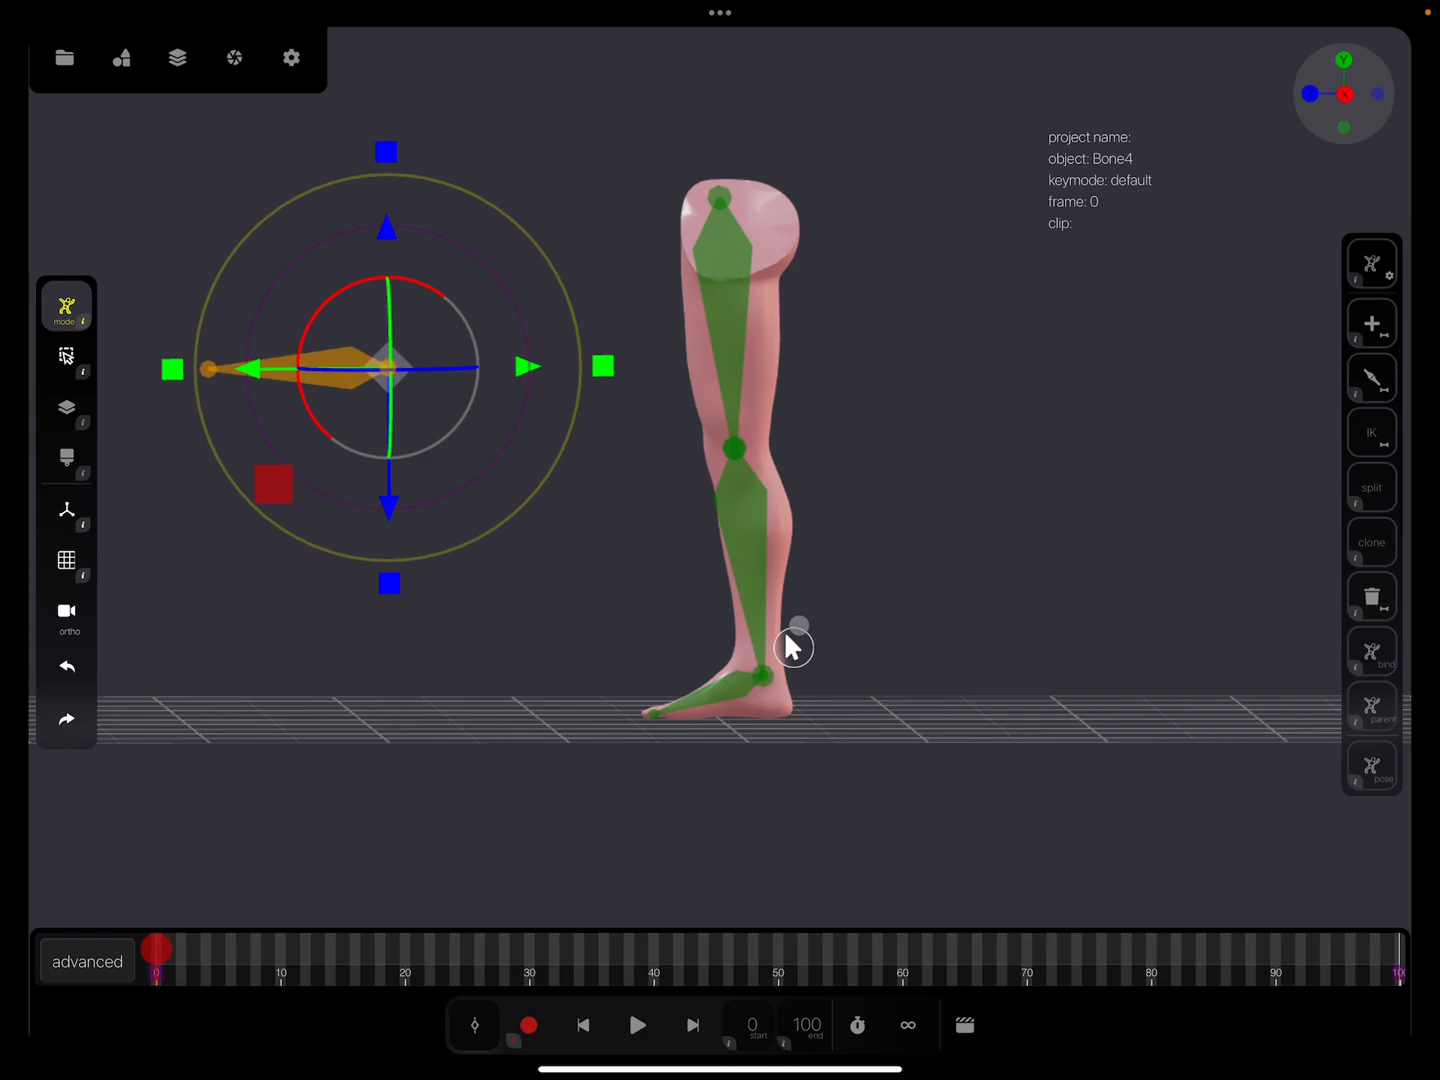 Y
X
project name:
object: Bone4
keymode: default
frame: 0
clip:
mode
i
i
i
i
i
i
ortho
i
i
i
IK
split
i
clone
i
i
bind
i
parent
i
pose
i
advanced
0
10
20
30
40
50
60
70
80
90
0
start
i
100
end
i